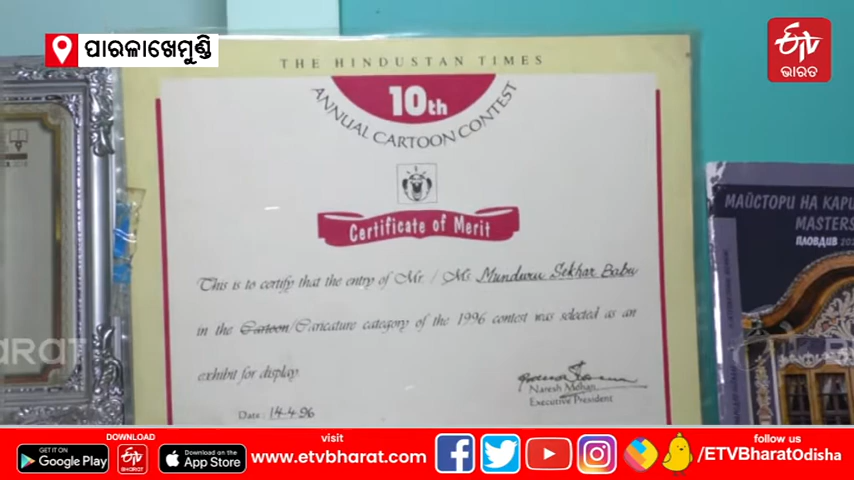 ପାରଳାଖେମୁଣ୍ଡି
ETV
ଭାରତ
THE HINDUSTAN TIMES
10th
ANNUAL CARTOON CONTEST
Certificate of Merit
This is to certify that the entry of Mr. / Ms Munduru Sekhar Babu
in the Cartoon/Caricature category of the 1996 contest was selected as an
exhibit for display.
Naresh Mohan
Executive President
Date: 14-4-96
МАЙСТОРИ НА КАРИ
MASTERS
ПЛОВДИВ
BHARAT
DOWNLOAD
GET IT ON
Google Play
ETV
BHARAT
Download on the
App Store
visit
www.etvbharat.com
follow us
/ETVBharatOdisha